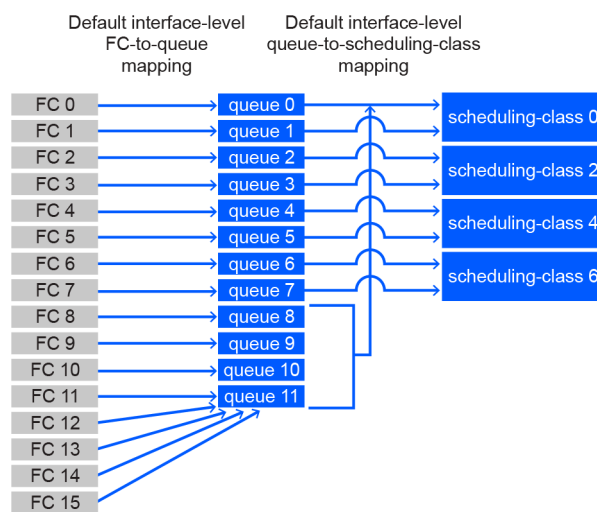 Default interface-level
FC-to-queue
mapping
Default interface-level
queue-to-scheduling-class
mapping
FC 0
queue 0
scheduling-class 0
FC 1
queue 1
FC 2
queue 2
scheduling-class 2
FC 3
queue 3
FC 4
queue 4
scheduling-class 4
FC 5
queue 5
FC 6
queue 6
scheduling-class 6
FC 7
queue 7
FC 8
queue 8
FC 9
queue 9
FC 10
queue 10
FC 11
queue 11
FC 12
FC 13
FC 14
FC 15